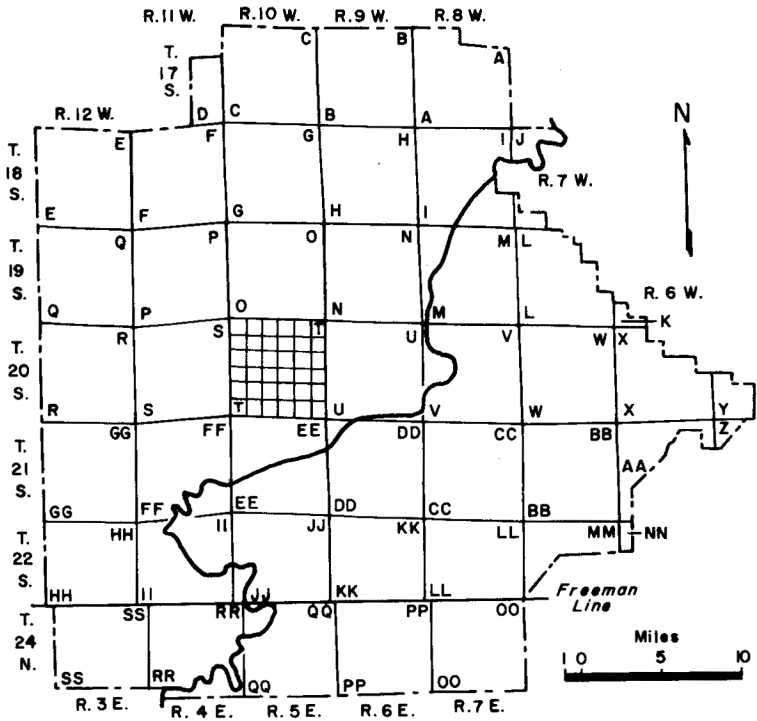 R.11 W. R.10 W. R.9 W. R.8 W.
C B
T. 17 S.
A
D C B A
R.12 W.
E F G H I J
N
T. 18 S.
R. 7 W.
E F G H I
Q P O N M L
T. 19 S.
R. 6 W.
Q P O N M L K
R S T U V W X
T. 20 S.
R S T U V W X Y
GG FF EE DD CC BB Z
T. 21 S.
AA
GG FF EE DD CC BB
HH II JJ KK LL MM NN
T. 22 S.
HH II JJ KK LL
Freeman Line
SS RR QQ PP OO
T. 24 N.
Miles
1 0 5 10
SS RR QQ PP OO
R. 3 E. R. 4 E. R. 5 E. R. 6 E. R. 7 E.